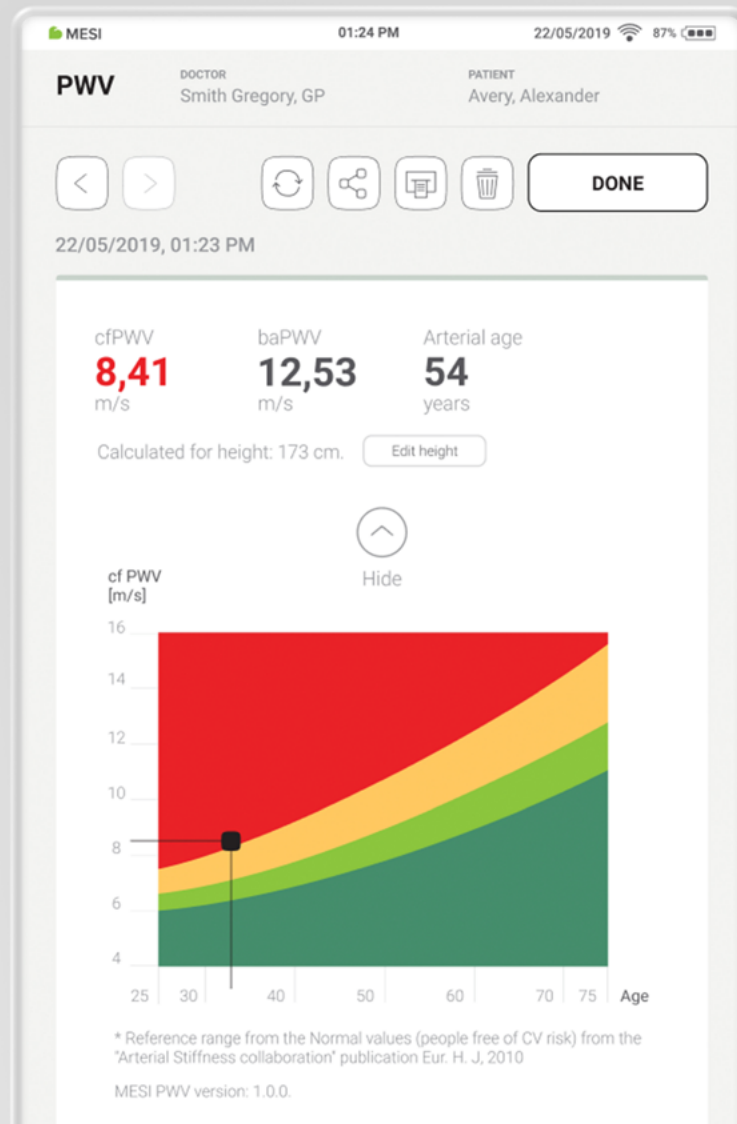 MESI 01:24 PM 22/05/2019 87%
PWV
DOCTOR
Smith Gregory, GP
PATIENT
Avery, Alexander
DONE
22/05/2019, 01:23 PM
cfPWV baPWV Arterial age
8,41 12,53 54
m/s m/s years
Calculated for height: 173 cm. Edit height
Hide
cf PWV
[m/s]
16
14
12
10
8
6
4
25 30 40 50 60 70 75 Age
* Reference range from the Normal values (people free of CV risk) from the
"Arterial Stiffness collaboration" publication Eur. H. J, 2010
MESI PWV version: 1.0.0.